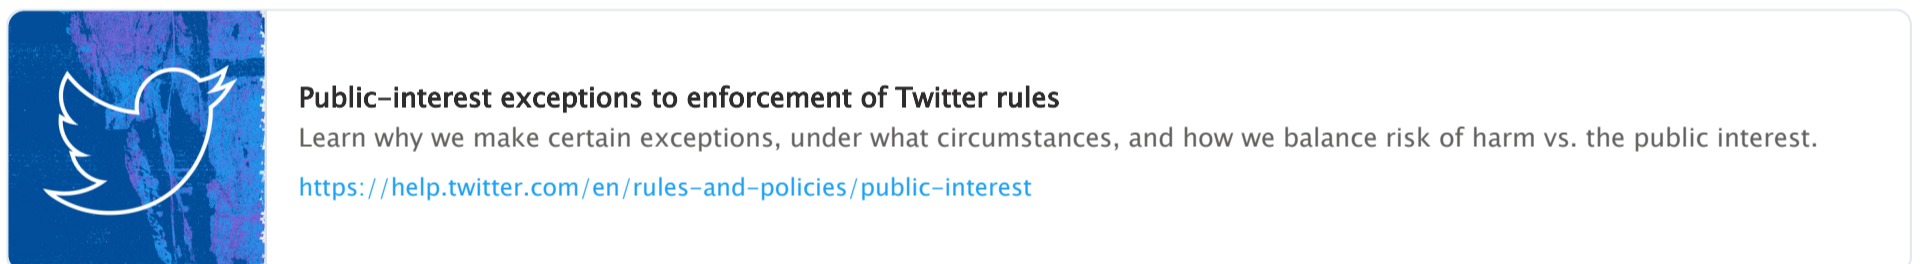 Public-interest exceptions to enforcement of Twitter rules
Learn why we make certain exceptions, under what circumstances, and how we balance risk of harm vs. the public interest.
https://help.twitter.com/en/rules-and-policies/public-interest